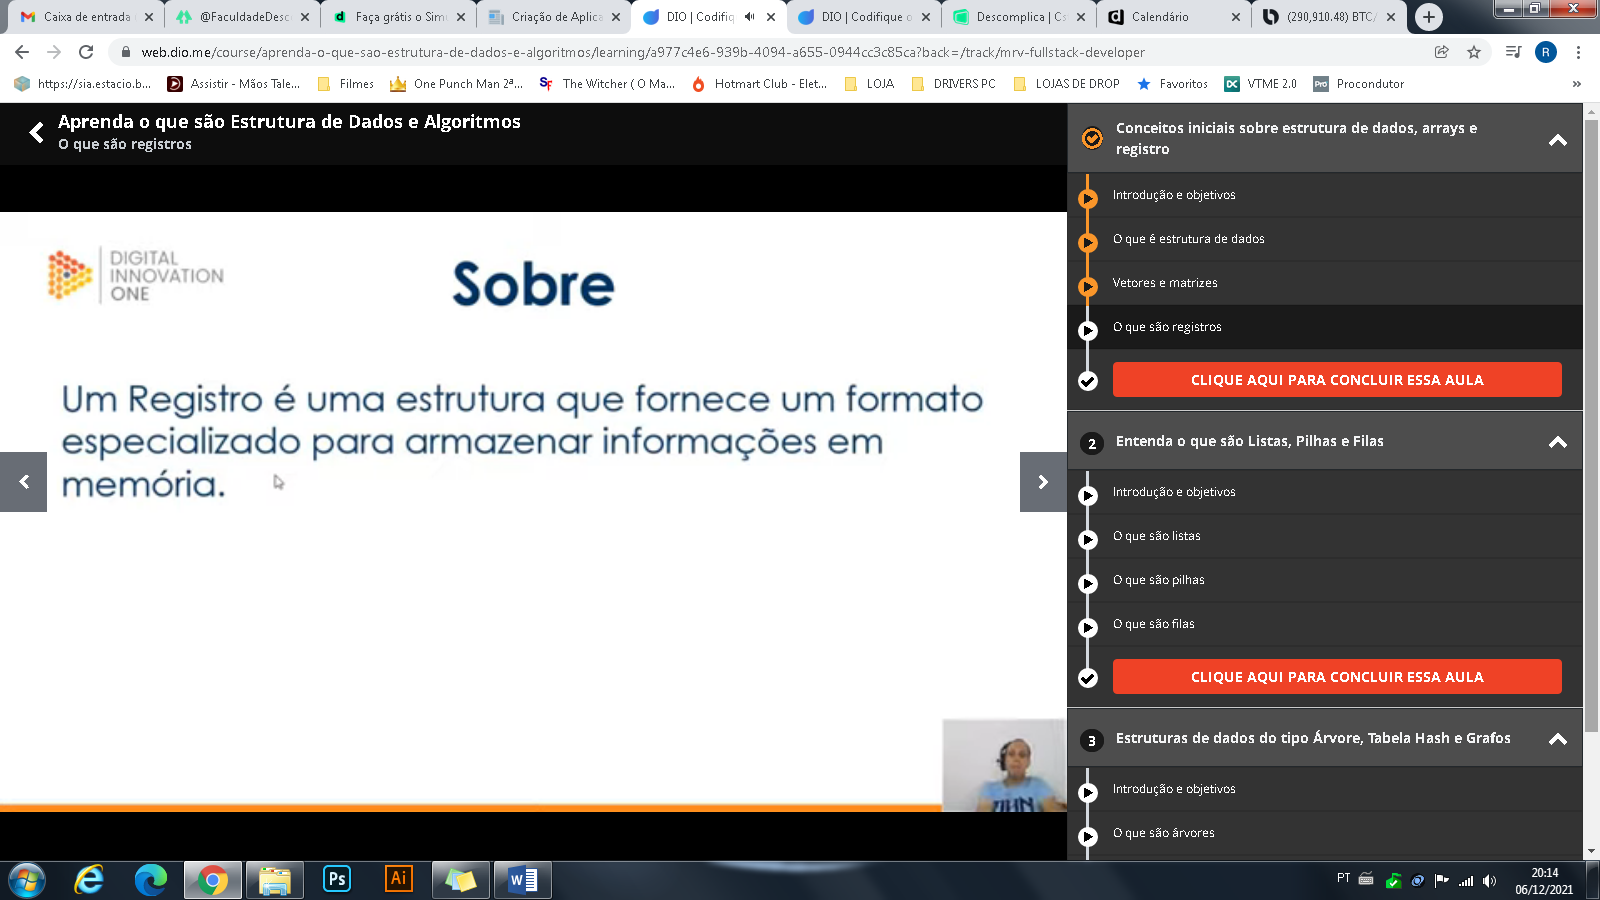 Caixa de entrada
@FaculdadeDesc
Faça grátis o Sim
Criação de Aplica
DIO | Codifiq
DIO | Codifique o
Descomplica | Cs
Calendário
(290,910.48) BTC/
web.dio.me/course/aprenda-o-que-sao-estrutura-de-dados-e-algoritmos/learning/a977c4e6-939b-4094-a655-0944cc3c85ca?back=/track/mrv-fullstack-developer
R
https://sia.estacio.b...
Assistir - Mãos Tale...
Filmes
One Punch Man 2ª...
SF
The Witcher ( O Ma...
Hotmart Club - Elet...
LOJA
DRIVERS PC
LOJAS DE DROP
Favoritos
DC
VTME 2.0
Pro
Procondutor
»
Aprenda o que são Estrutura de Dados e Algoritmos
O que são registros
DIGITAL
INNOVATION
ONE
Sobre
Um Registro é uma estrutura que fornece um formato
especializado para armazenar informações em
memória.
Conceitos iniciais sobre estrutura de dados, arrays e
registro
Introdução e objetivos
O que é estrutura de dados
Vetores e matrizes
O que são registros
CLIQUE AQUI PARA CONCLUIR ESSA AULA
2
Entenda o que são Listas, Pilhas e Filas
Introdução e objetivos
O que são listas
O que são pilhas
O que são filas
CLIQUE AQUI PARA CONCLUIR ESSA AULA
3
Estruturas de dados do tipo Árvore, Tabela Hash e Grafos
Introdução e objetivos
O que são árvores
Ps
Ai
W
PT
20:14
06/12/2021